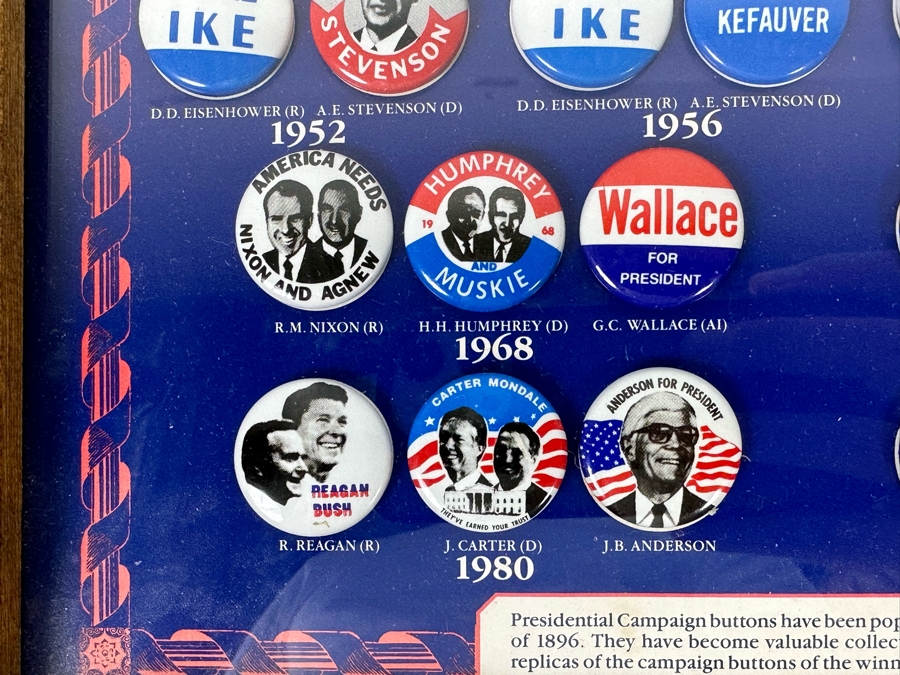 IKE
STEVENSON
IKE
KEFAUVER
D.D. EISENHOWER (R) A.E. STEVENSON (D)
1952
D.D. EISENHOWER (R) A.E. STEVENSON (D)
1956
AMERICA NEEDS
NIXON AND AGNEW
HUMPHREY
19 68
AND
MUSKIE
Wallace
FOR
PRESIDENT
R.M. NIXON (R)
H.H. HUMPHREY (D)
G.C. WALLACE (AI)
1968
REAGAN
BUSH
CARTER MONDALE
THEY'VE EARNED YOUR TRUST
ANDERSON FOR PRESIDENT
R. REAGAN (R)
J. CARTER (D)
J.B. ANDERSON
1980
Presidential Campaign buttons have been pop
of 1896. They have become valuable collec
replicas of the campaign buttons of the winn